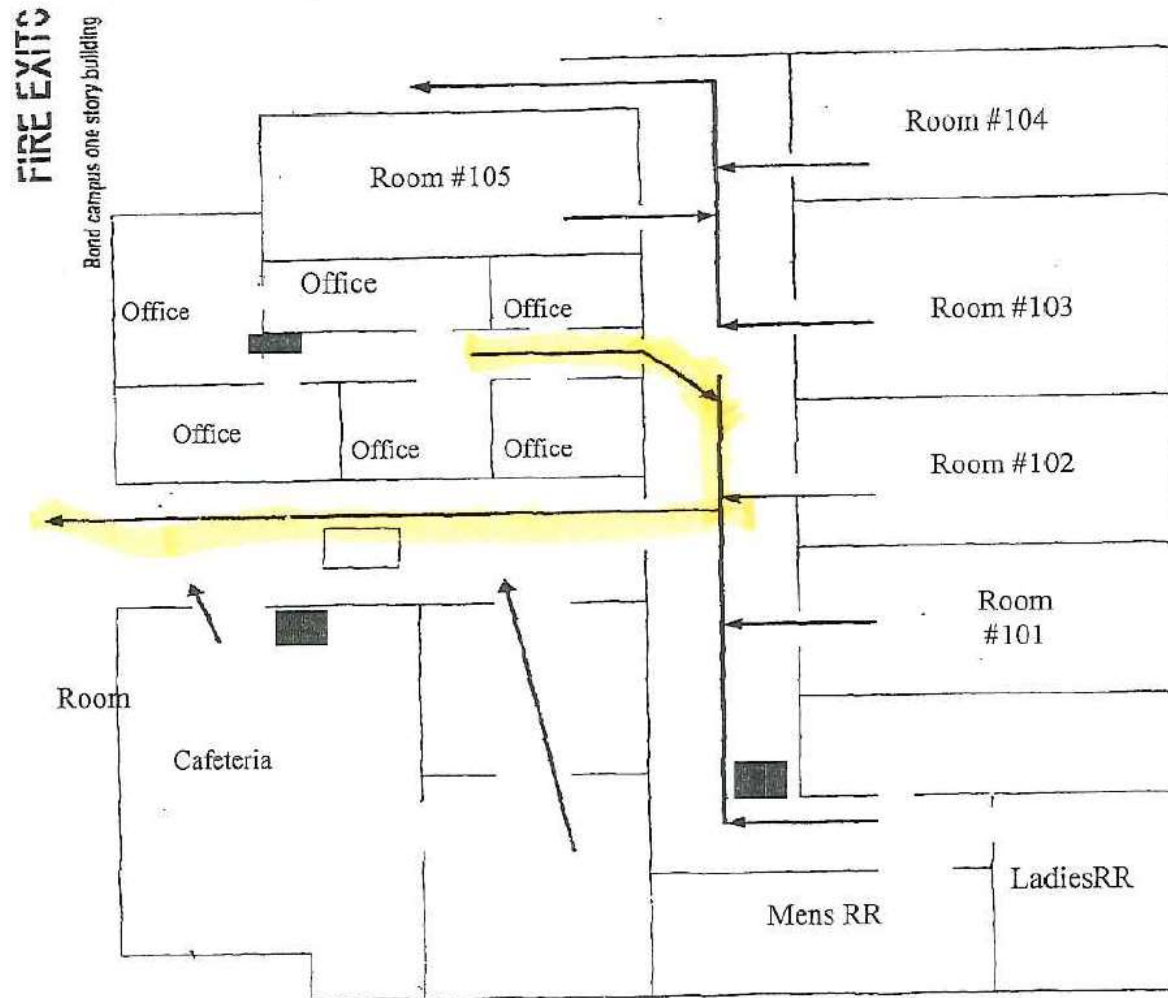 FIRE EXITS
Bond campus one story building
Room #104
Room #105
Office
Office
Office
Room #103
Office
Office
Office
Room #102
Room
#101
Room
Cafeteria
Mens RR
LadiesRR